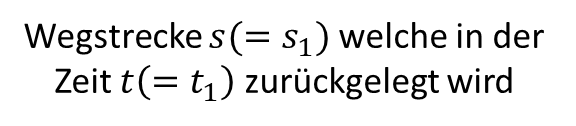 Wegstrecke s(= s₁) welche in der
Zeit t(= t₁) zurückgelegt wird